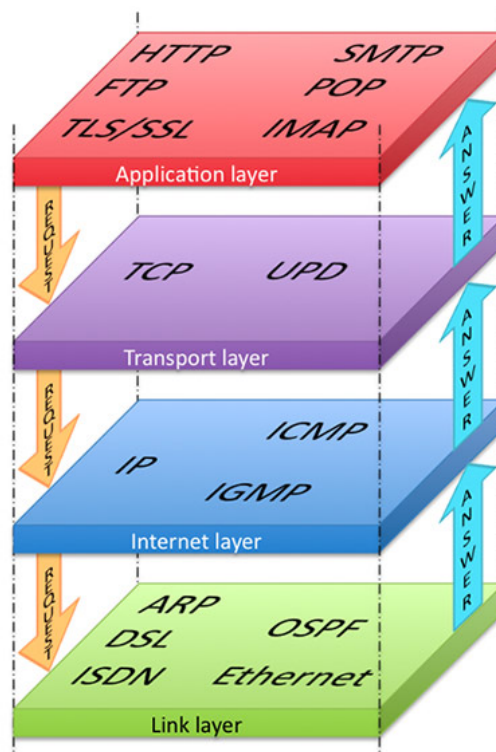 HTTP SMTP
FTP POP
TLS/SSL IMAP
Application layer
REQUEST
ANSWER
TCP UPD
Transport layer
REQUEST
ANSWER
ICMP
IP
IGMP
Internet layer
REQUEST
ANSWER
ARP
OSPF
DSL
ISDN Ethernet
Link layer